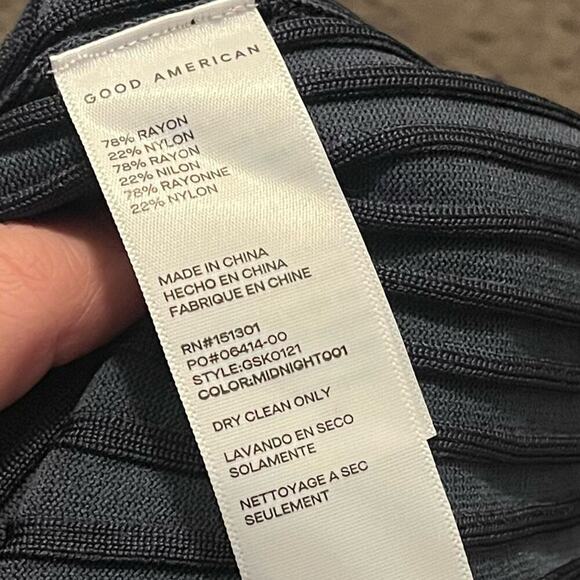 GOOD AMERICAN
78% RAYON
22% NYLON
78% RAYON
22% NILON
78% RAYONNE
22% NYLON
MADE IN CHINA
HECHO EN CHINA
FABRIQUE EN CHINE
RN#151301
PO#06414-00
STYLE:GSK0121
COLOR:MIDNIGHT001
DRY CLEAN ONLY
LAVANDO EN SECO
SOLAMENTE
NETTOYAGE A SEC
SEULEMENT